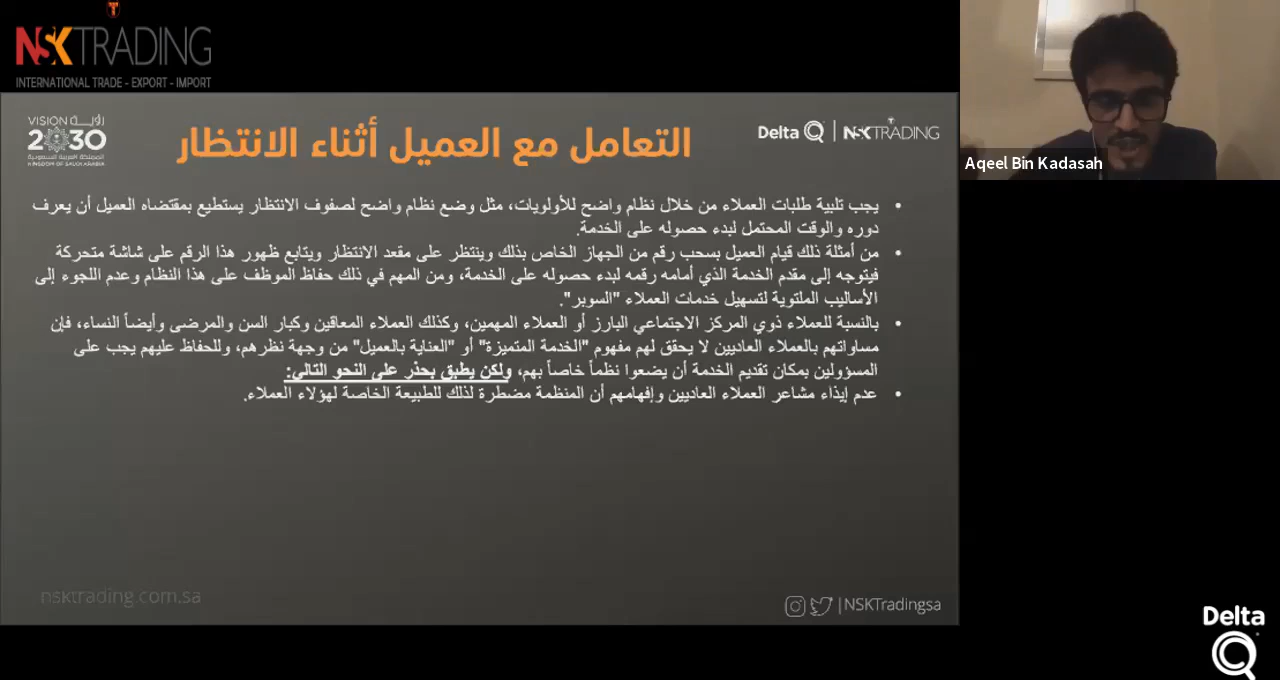 NSKTRADING
INTERNATIONAL TRADE - EXPORT - IMPORT
Aqeel Bin Kadasah
VISION رؤية
2030
المملكة العربية السعودية
KINGDOM OF SAUDI ARABIA
Delta Q | NSKTRADING
التعامل مع العميل أثناء الانتظار
• يجب تلبية طلبات العملاء من خلال نظام واضح للأولويات، مثل وضع نظام واضح لصفوف الانتظار يستطيع بمقتضاه العميل أن يعرف
دوره والوقت المحتمل لبدء حصوله على الخدمة.
• من أمثلة ذلك قيام العميل بسحب رقم من الجهاز الخاص بذلك وينتظر على مقعد الانتظار ويتابع ظهور هذا الرقم على شاشة متحركة
فيتوجه إلى مقدم الخدمة الذي أمامه رقمه لبدء حصوله على الخدمة، ومن المهم في ذلك حفاظ الموظف على هذا النظام وعدم اللجوء إلى
الأساليب الملتوية لتسهيل خدمات العملاء "السوبر".
• بالنسبة للعملاء ذوي المركز الاجتماعي البارز أو العملاء المهمين، وكذلك العملاء المعاقين وكبار السن والمرضى وأيضاً النساء، فإن
مساواتهم بالعملاء العاديين لا يحقق لهم مفهوم "الخدمة المتميزة" أو "العناية بالعميل" من وجهة نظرهم، وللحفاظ عليهم يجب على
المسؤولين بمكان تقديم الخدمة أن يضعوا نظماً خاصاً بهم، ولكن يطبق بحذر على النحو التالي:
• عدم إيذاء مشاعر العملاء العاديين وإفهامهم أن المنظمة مضطرة لذلك للطبيعة الخاصة لهؤلاء العملاء.
nsktrading.com.sa
|NSKTradingsa
Delta
Q